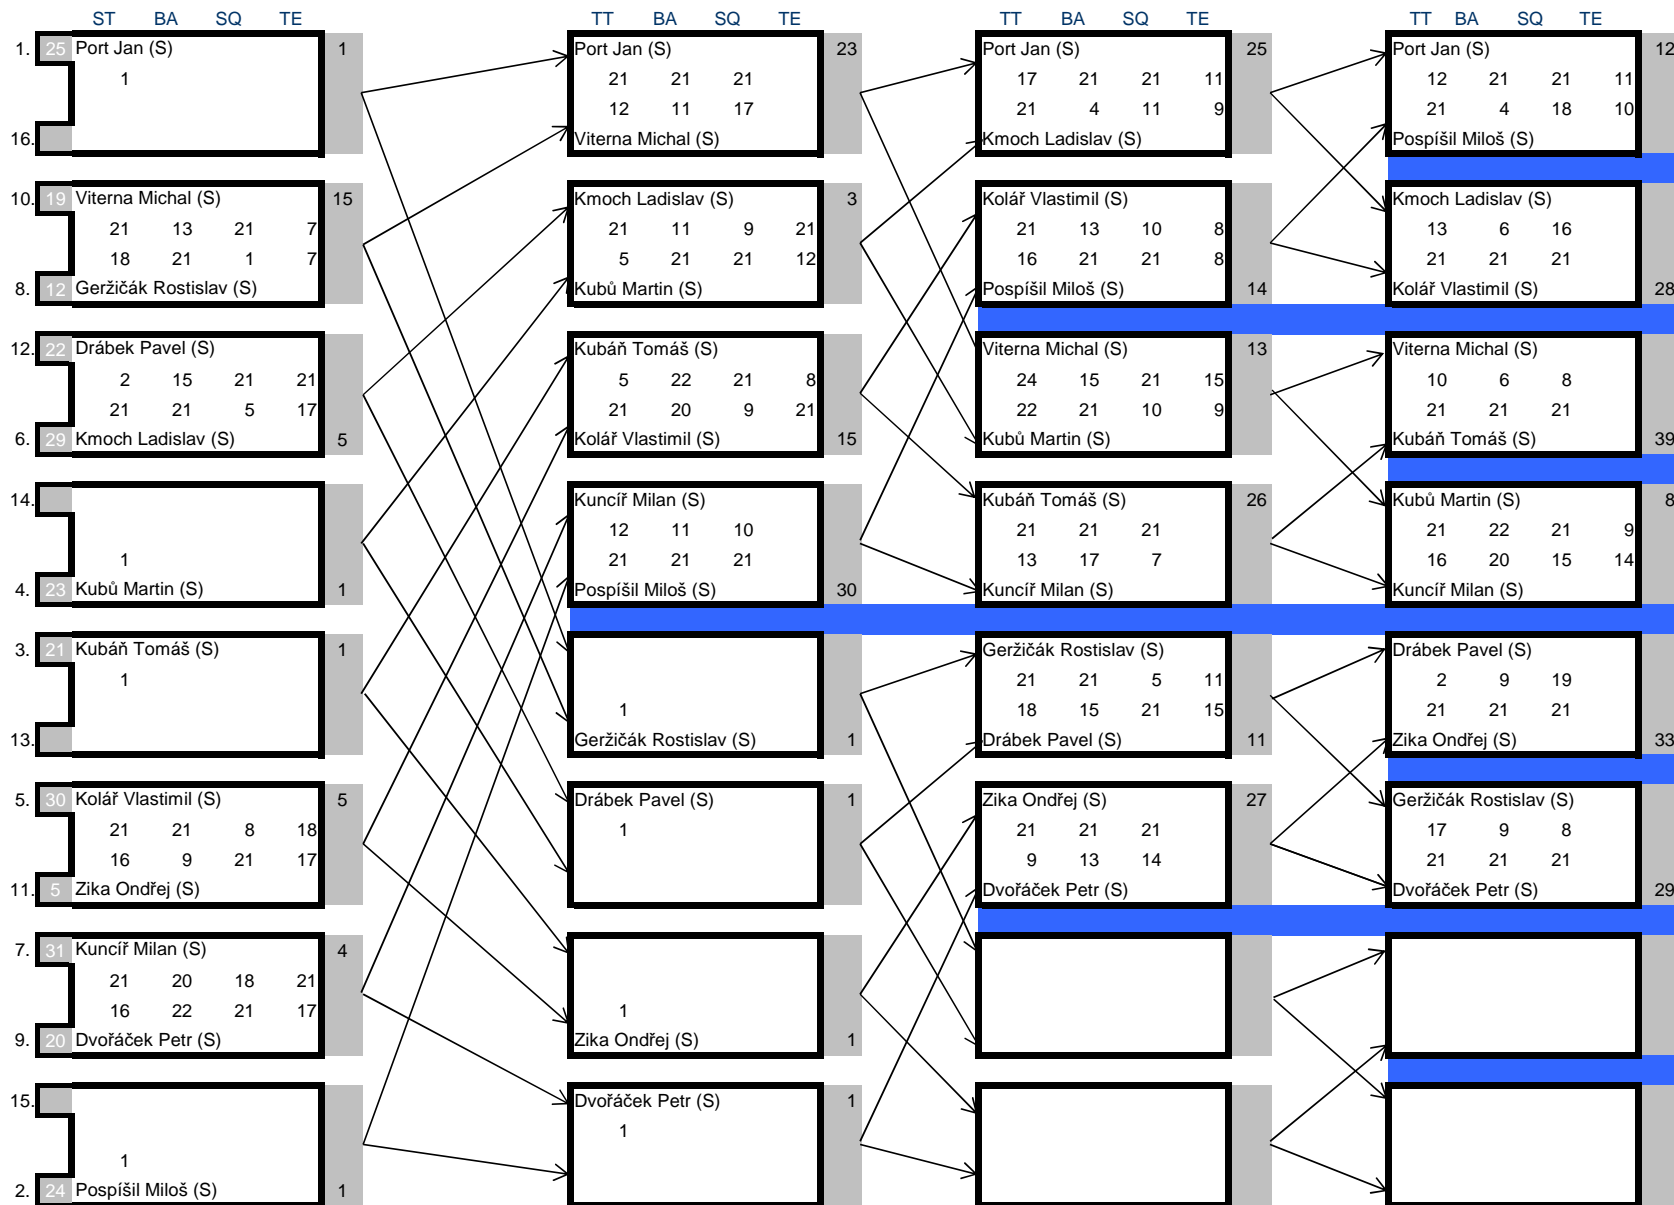 ST BA SQ TE TT BA SQ TE TT BA SQ TE TT BA SQ TE
1. 25 Port Jan (S) 1 Port Jan (S) 23 Port Jan (S) 25 Port Jan (S) 12
1 21 21 21 17 21 21 11 12 21 21 11
12 11 17 21 4 11 9 21 4 18 10
16. Viterna Michal (S) Kmoch Ladislav (S) Pospíšil Miloš (S)
10. 19 Viterna Michal (S) 15 Kmoch Ladislav (S) 3 Kolář Vlastimil (S) Kmoch Ladislav (S)
21 13 21 7 21 11 9 21 21 13 10 8 13 6 16
18 21 1 7 5 21 21 12 16 21 21 8 21 21 21
8. 12 Geržičák Rostislav (S) Kubů Martin (S) Pospíšil Miloš (S) 14 Kolář Vlastimil (S) 28
12. 22 Drábek Pavel (S) Kubáň Tomáš (S) Viterna Michal (S) 13 Viterna Michal (S)
2 15 21 21 5 22 21 8 24 15 21 15 10 6 8
21 21 5 17 21 20 9 21 22 21 10 9 21 21 21
6. 29 Kmoch Ladislav (S) 5 Kolář Vlastimil (S) 15 Kubů Martin (S) Kubáň Tomáš (S) 39
14. Kuncíř Milan (S) Kubáň Tomáš (S) 26 Kubů Martin (S) 8
12 11 10 21 21 21 21 22 21 9
1 21 21 21 13 17 7 16 20 15 14
4. 23 Kubů Martin (S) 1 Pospíšil Miloš (S) 30 Kuncíř Milan (S) Kuncíř Milan (S)
3. 21 Kubáň Tomáš (S) 1 Geržičák Rostislav (S) Drábek Pavel (S)
1 21 21 5 11 2 9 19
1 18 15 21 15 21 21 21
13. Geržičák Rostislav (S) 1 Drábek Pavel (S) 11 Zika Ondřej (S) 33
5. 30 Kolář Vlastimil (S) 5 Drábek Pavel (S) 1 Zika Ondřej (S) 27 Geržičák Rostislav (S)
21 21 8 18 1 21 21 21 17 9 8
16 9 21 17 9 13 14 21 21 21
11. 5 Zika Ondřej (S) Dvořáček Petr (S) Dvořáček Petr (S) 29
7. 31 Kuncíř Milan (S) 4
21 20 18 21
16 22 21 17 1
9. 20 Dvořáček Petr (S) Zika Ondřej (S) 1
15. Dvořáček Petr (S) 1
1
1
2. 24 Pospíšil Miloš (S) 1